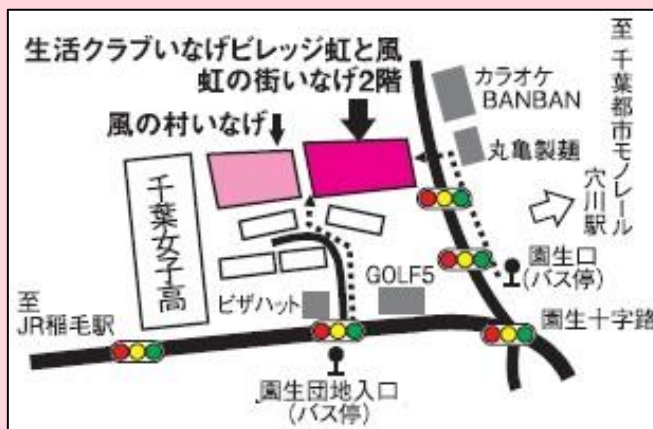 生活クラブいなげビレッジ虹と風
虹の街いなげ2階
風の村いなげ
千葉女子高
カラオケ
BANBAN
丸亀製麺
至 千葉都市モノレール
穴川駅
園生口
(バス停)
GOLF5
ピザハット
至
JR稲毛駅
園生十字路
園生団地入口
(バス停)